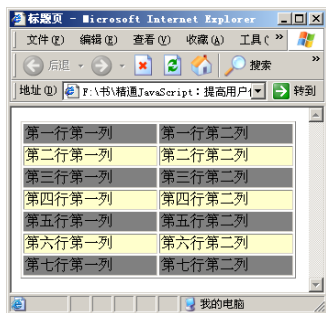 标题页 - Microsoft Internet Explorer
文件(F) 编辑(E) 查看(V) 收藏(A) 工具( »
后退 搜索 »
地址(D) F:\书\精通JavaScript：提高用户 转到
第一行第一列 第一行第二列
第二行第一列 第二行第二列
第三行第一列 第三行第二列
第四行第一列 第四行第二列
第五行第一列 第五行第二列
第六行第一列 第六行第二列
第七行第一列 第七行第二列
我的电脑